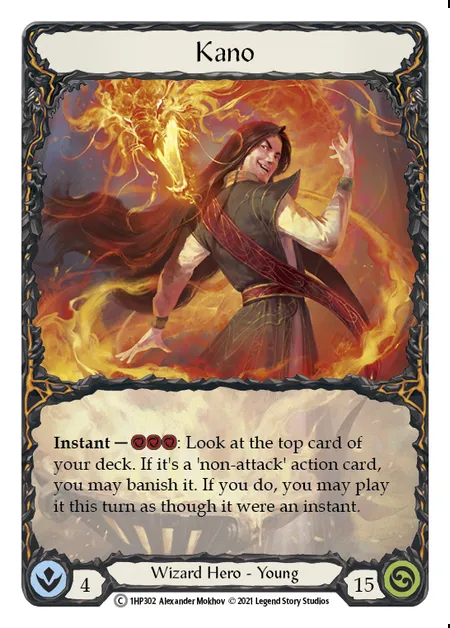 Kano
Instant — : Look at the top card of
your deck. If it's a 'non-attack' action card,
you may banish it. If you do, you may play
it this turn as though it were an instant.
Wizard Hero - Young
4
15
C 1HP302 Alexander Mokhov © 2021 Legend Story Studios